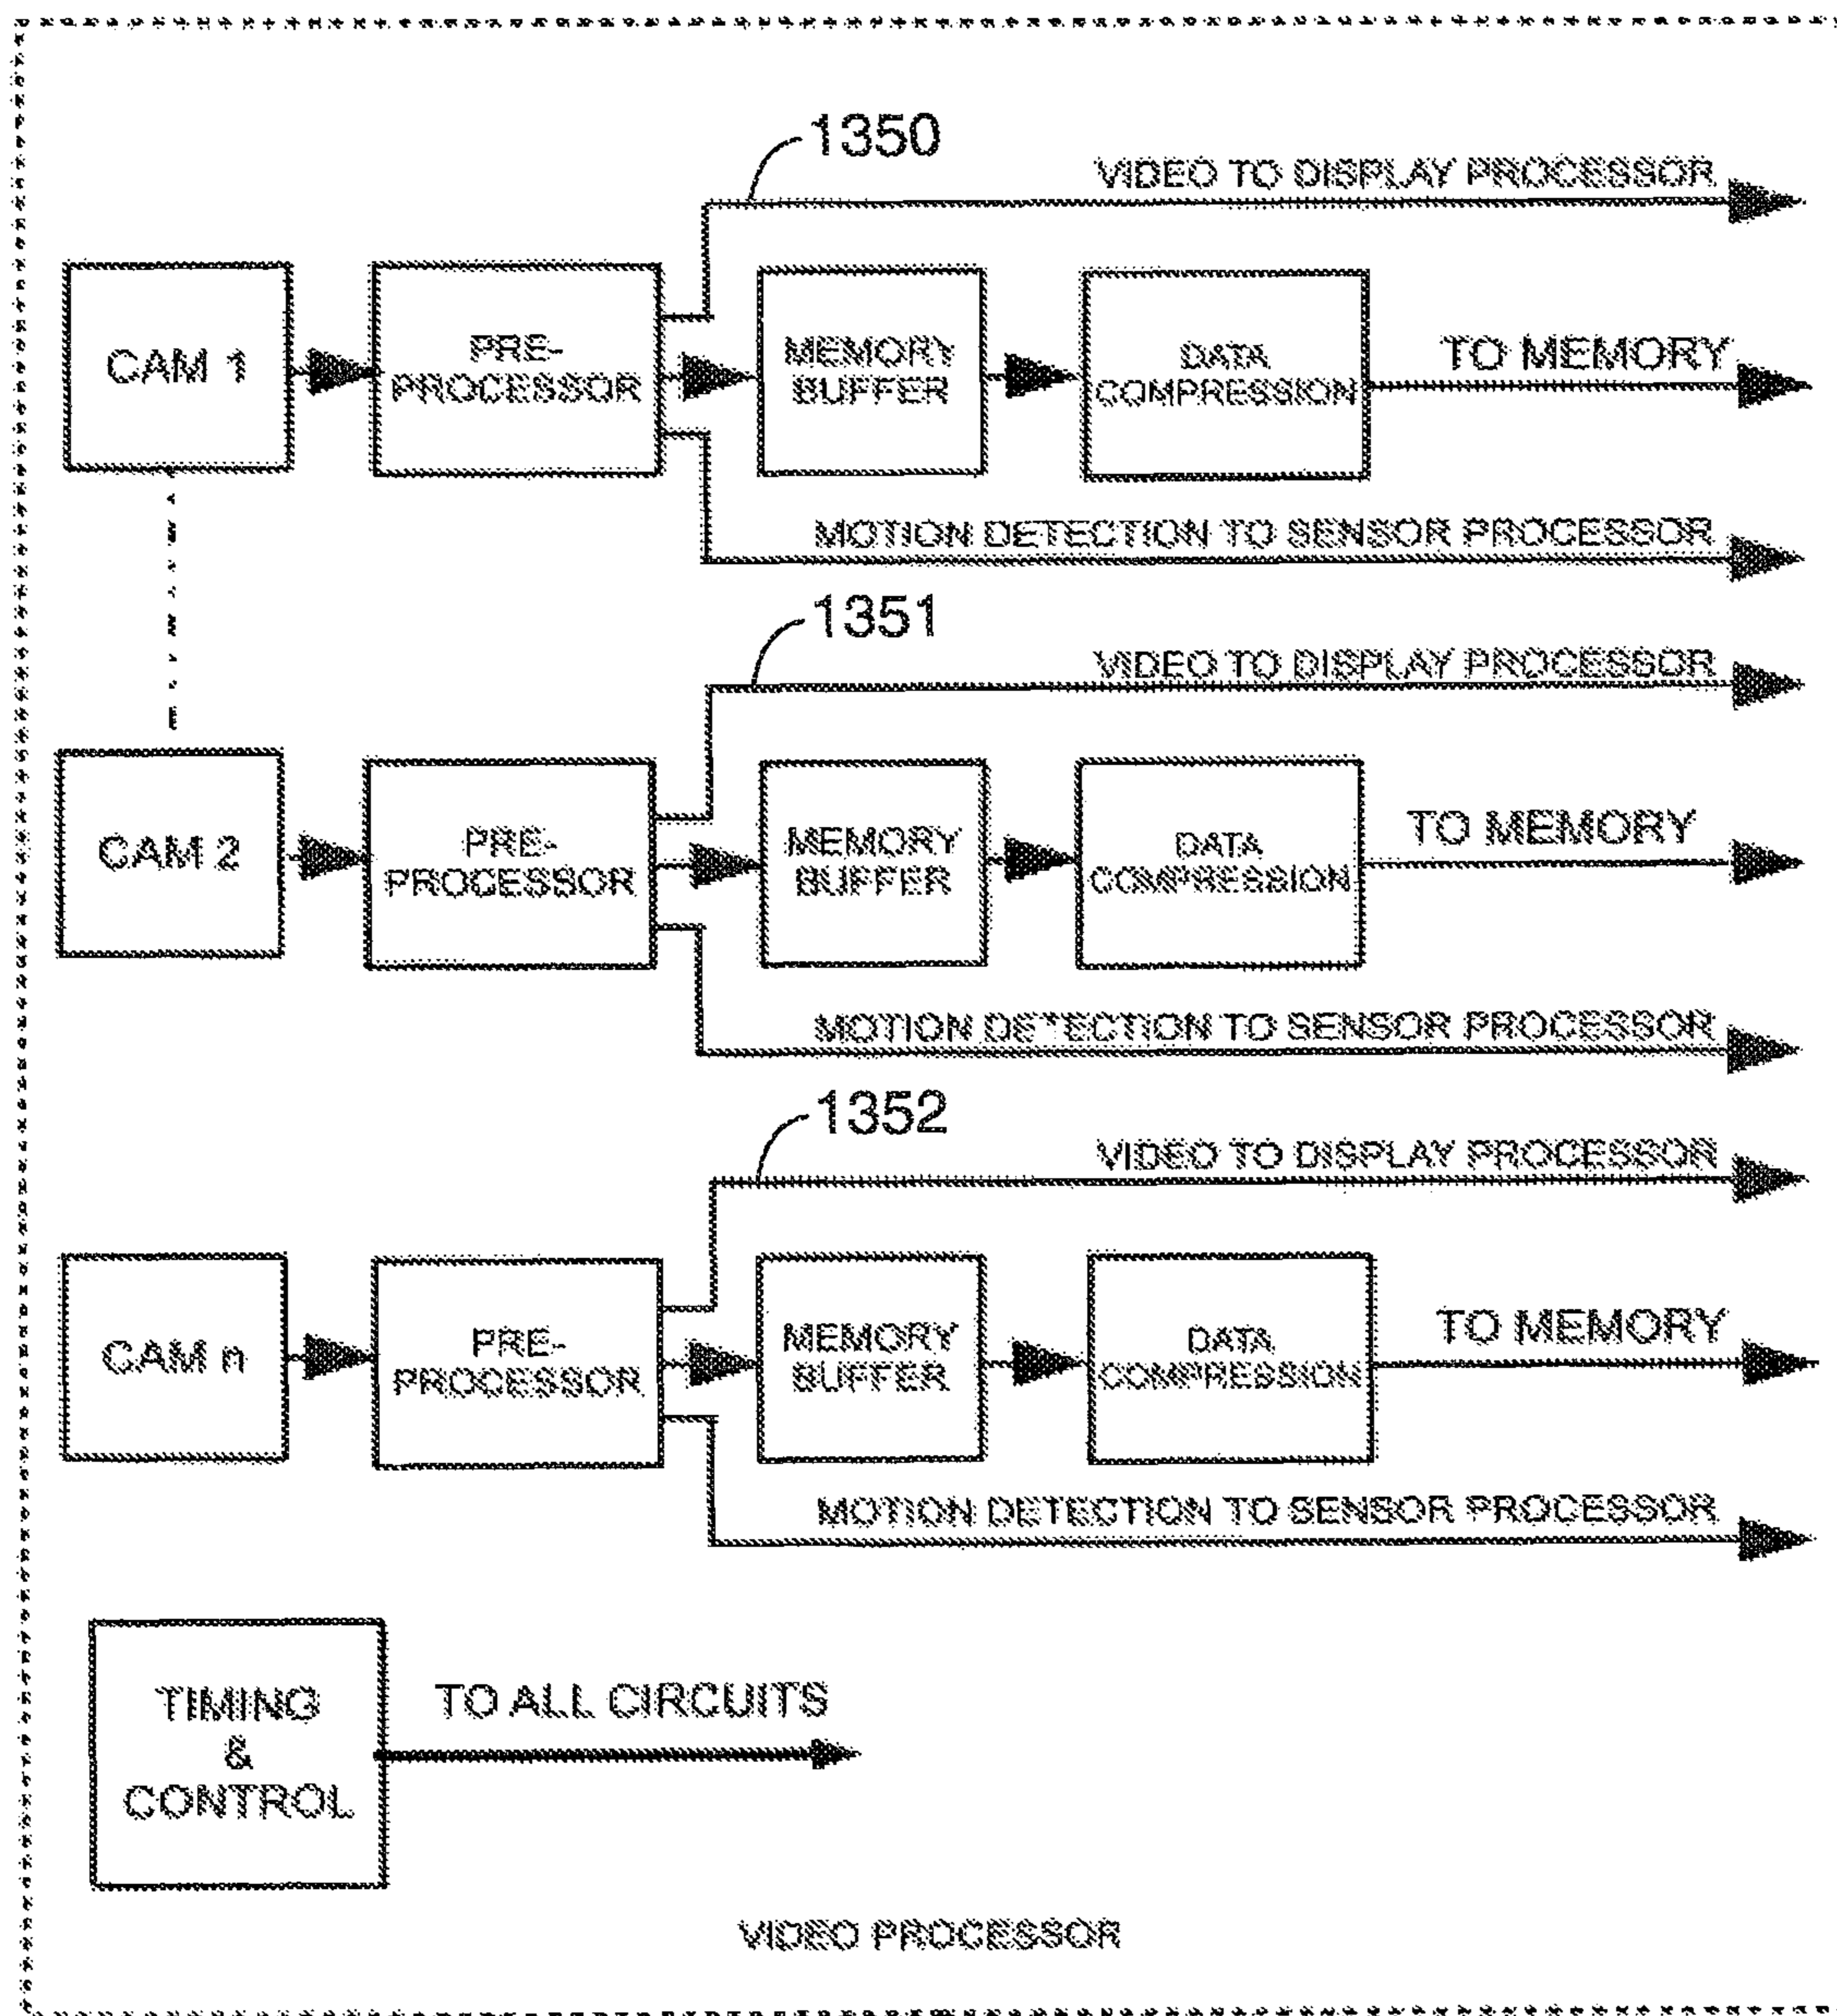 1350
VIDEO TO DISPLAY PROCESSOR
CAM 1
PRE-
PROCESSOR
MEMORY
BUFFER
DATA
COMPRESSION
TO MEMORY
MOTION DETECTION TO SENSOR PROCESSOR
1351
VIDEO TO DISPLAY PROCESSOR
CAM 2
PRE-
PROCESSOR
MEMORY
BUFFER
DATA
COMPRESSION
TO MEMORY
MOTION DETECTION TO SENSOR PROCESSOR
1352
VIDEO TO DISPLAY PROCESSOR
CAM n
PRE-
PROCESSOR
MEMORY
BUFFER
DATA
COMPRESSION
TO MEMORY
MOTION DETECTION TO SENSOR PROCESSOR
TIMING
&
CONTROL
TO ALL CIRCUITS
VIDEO PROCESSOR